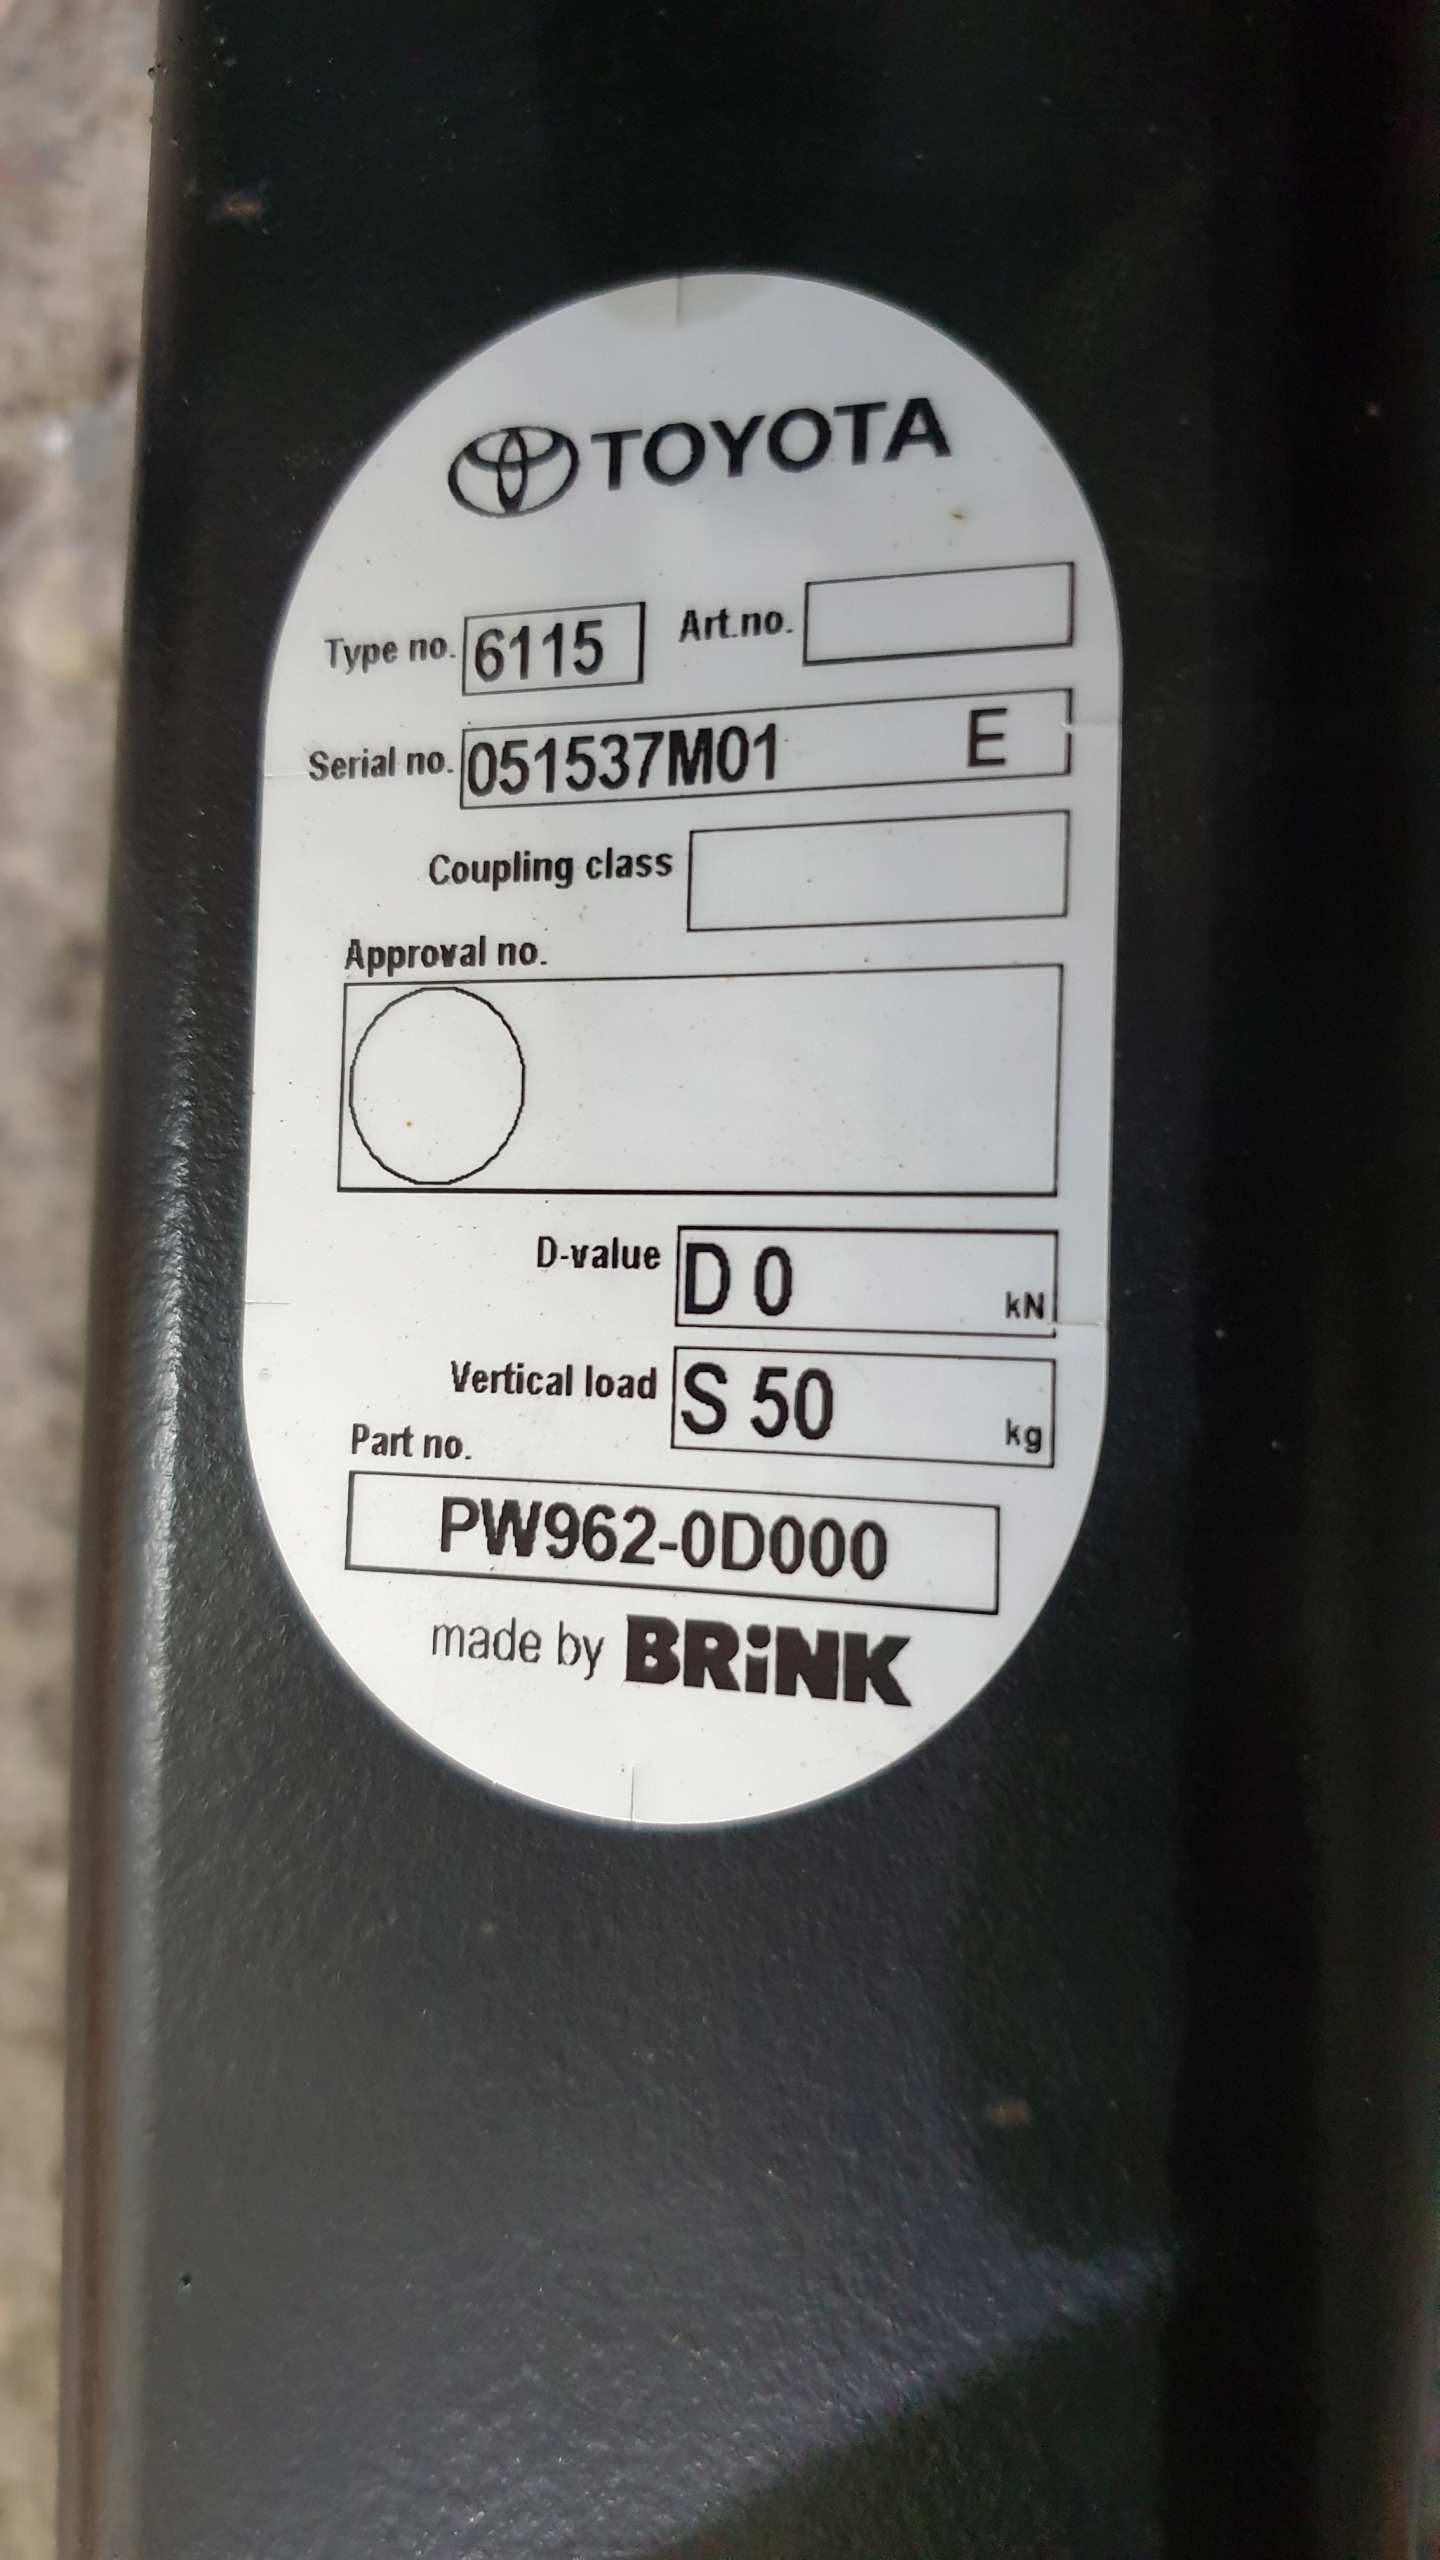 TOYOTA
Type no. 6115 Art.no.
Serial no. 051537M01 E
Coupling class
Approval no.
D-value D 0 kN
Vertical load S 50 kg
Part no.
PW962-0D000
made by BRiNK